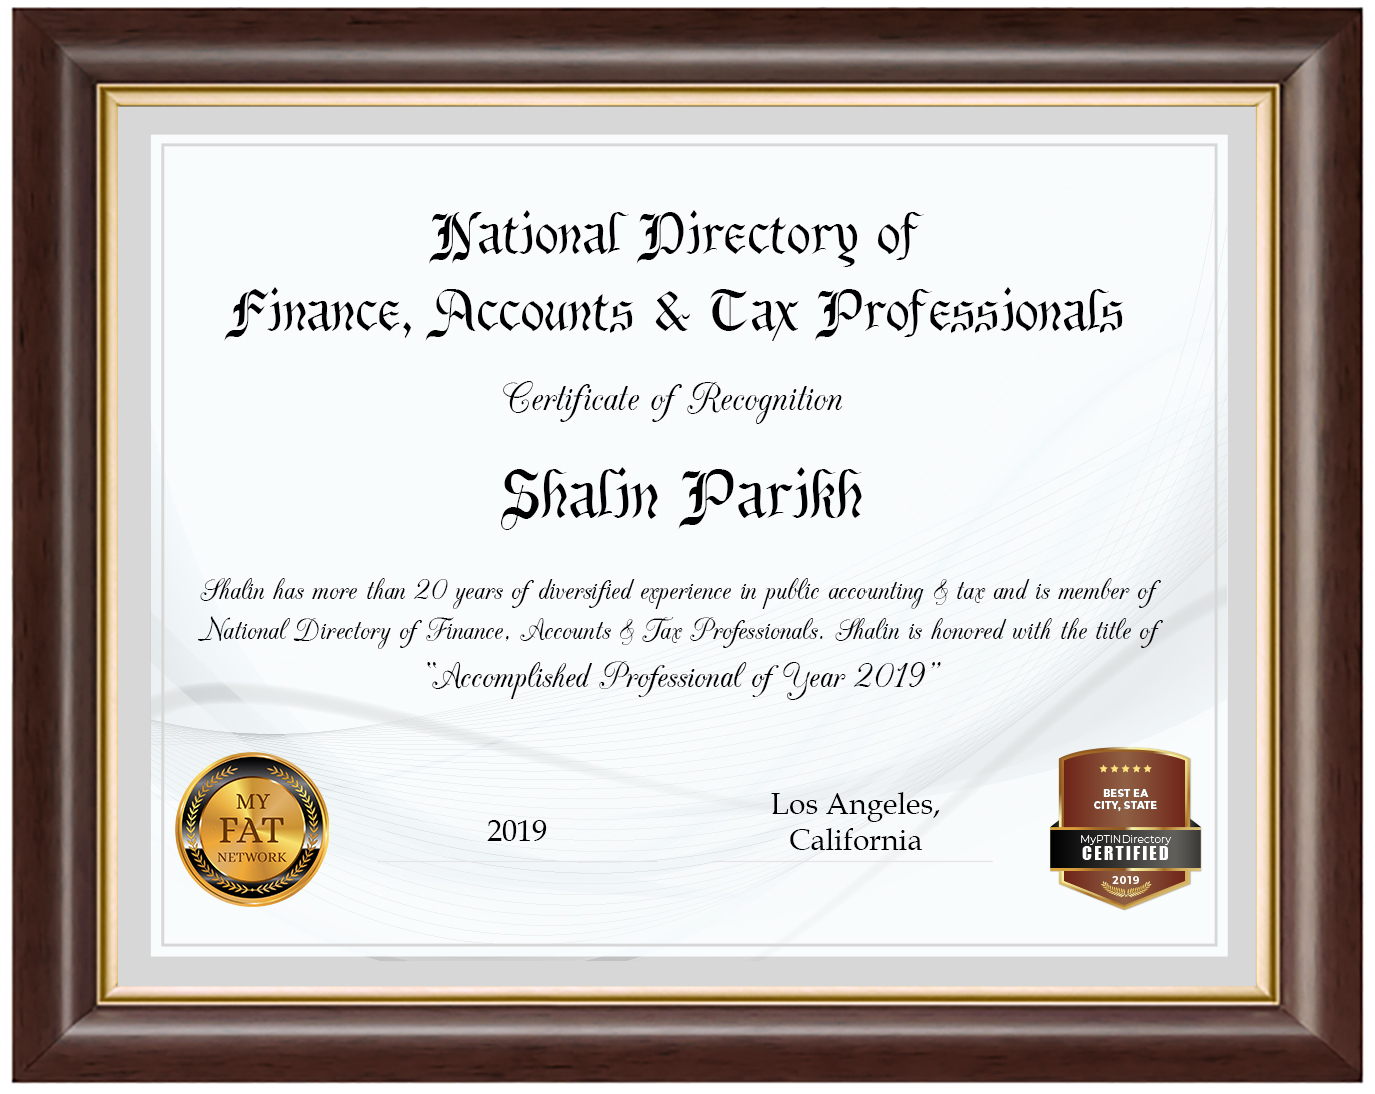 National Directory of
Finance, Accounts & Tax Professionals
Certificate of Recognition
Shalin Parikh
Shalin has more than 20 years of diversified experience in public accounting & tax and is member of
National Directory of Finance, Accounts & Tax Professionals. Shalin is honored with the title of
"Accomplished Professional of Year 2019"
MY
FAT
NETWORK
2019
Los Angeles,
California
BEST EA
CITY, STATE
MyPTINDirectory
CERTIFIED
2019